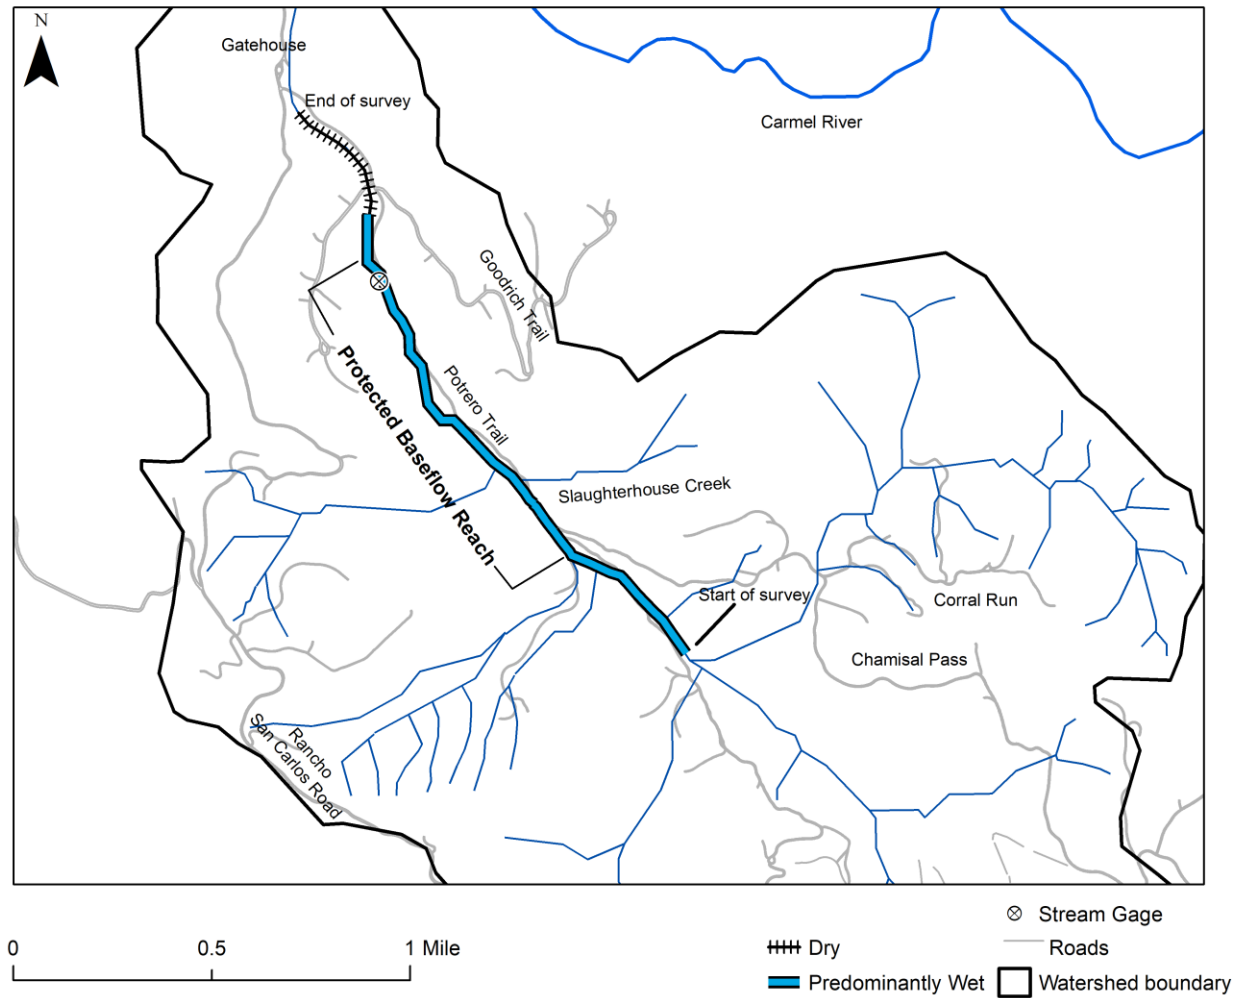 N
Gatehouse
End of survey
Carmel River
Goodrich Trail
Protected Baseflow Reach
Potrero Trail
Slaughterhouse Creek
Start of survey
Corral Run
Chamisal Pass
Rancho
San Carlos Road
Stream Gage
0 0.5 1 Mile
Dry
Roads
Predominantly Wet
Watershed boundary